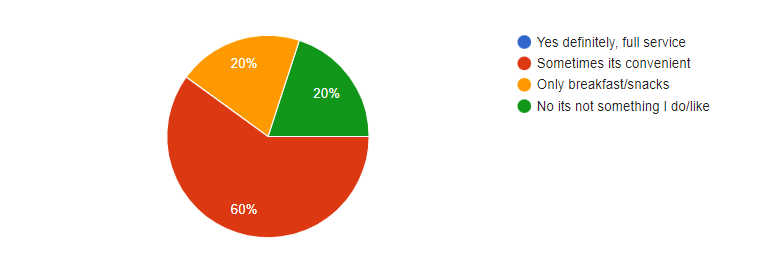 20%
20%
60%
Yes definitely, full service
Sometimes its convenient
Only breakfast/snacks
No its not something I do/like